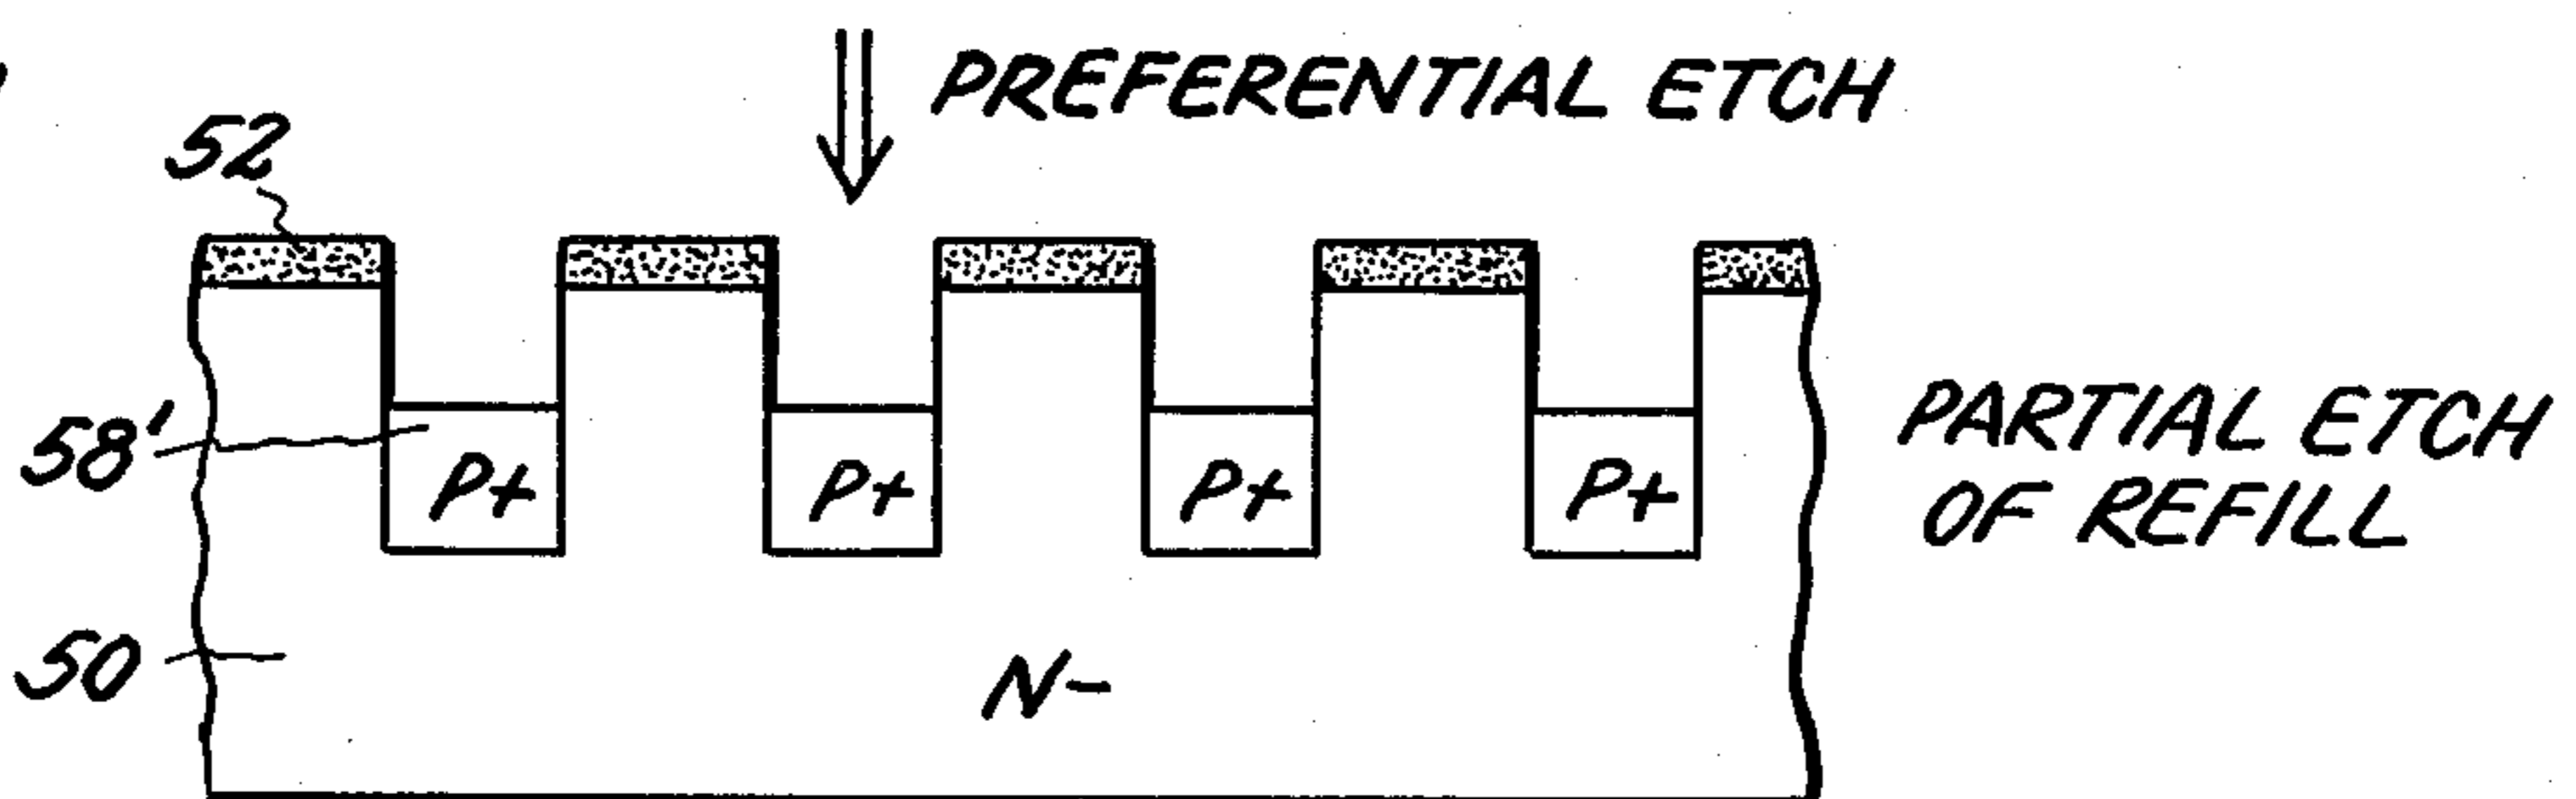 PREFERENTIAL ETCH
52
58'
P+ P+ P+ P+
PARTIAL ETCH
OF REFILL
50
N-